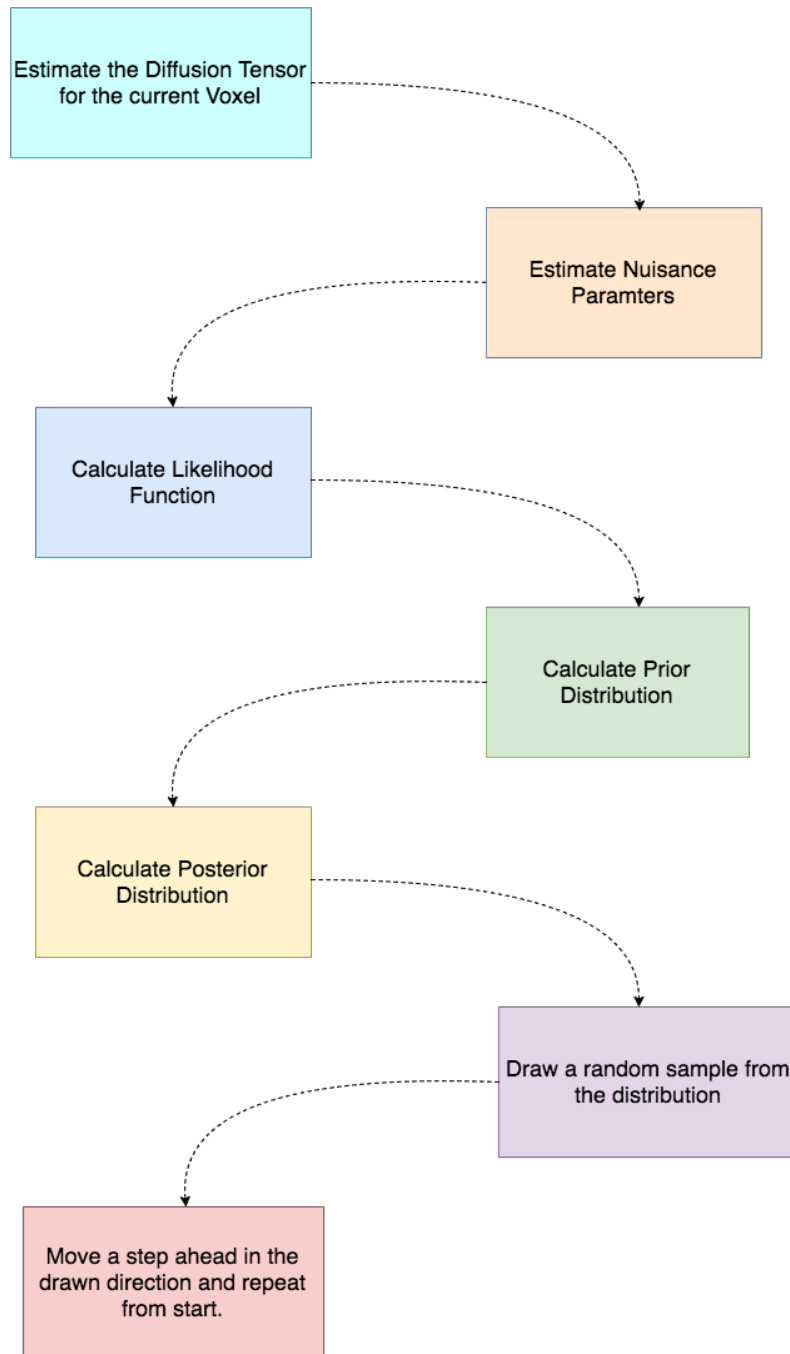 Estimate the Diffusion Tensor
for the current Voxel
Estimate Nuisance
Paramters
Calculate Likelihood
Function
Calculate Prior
Distribution
Calculate Posterior
Distribution
Draw a random sample from
the distribution
Move a step ahead in the
drawn direction and repeat
from start.